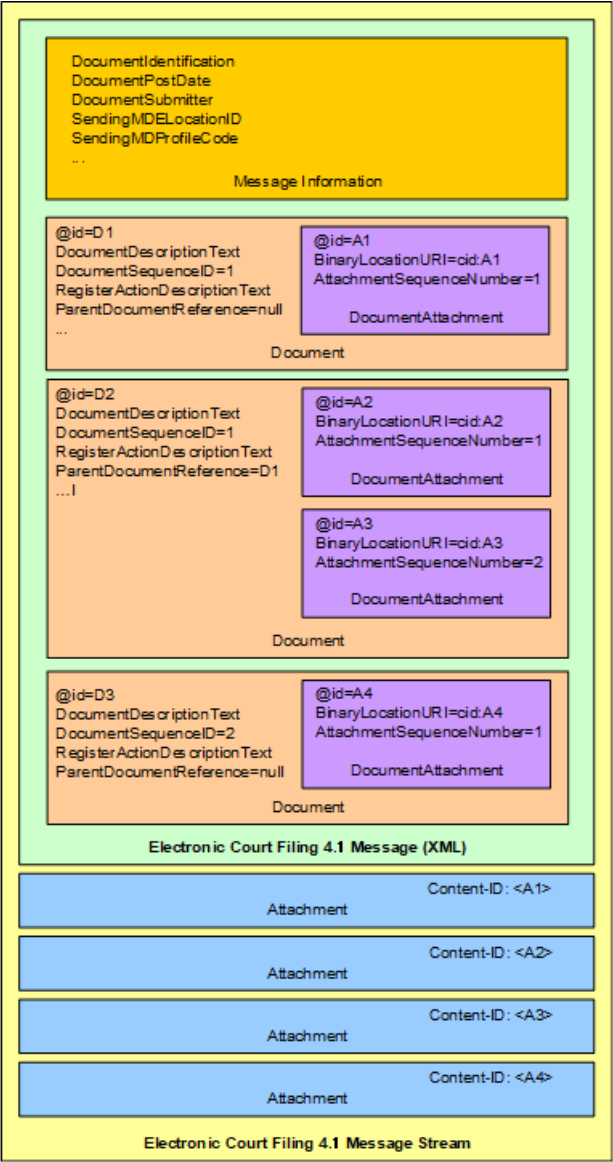 DocumentIdentification
DocumentPostDate
DocumentSubmitter
SendingMDELocationID
SendingMDProfileCode
...
Message Information
@id=D1
DocumentDescriptionText
DocumentSequenceID=1
RegisterActionDescriptionText
ParentDocumentReference=null
...
@id=A1
BinaryLocationURI=cid:A1
AttachmentSequenceNumber=1
DocumentAttachment
Document
@id=D2
DocumentDescriptionText
DocumentSequenceID=1
RegisterActionDescriptionText
ParentDocumentReference=D1
...I
@id=A2
BinaryLocationURI=cid:A2
AttachmentSequenceNumber=1
DocumentAttachment
@id=A3
BinaryLocationURI=cid:A3
AttachmentSequenceNumber=2
DocumentAttachment
Document
@id=D3
DocumentDescriptionText
DocumentSequenceID=2
RegisterActionDescriptionText
ParentDocumentReference=null
@id=A4
BinaryLocationURI=cid:A4
AttachmentSequenceNumber=1
DocumentAttachment
Document
Electronic Court Filing 4.1 Message (XML)
Content-ID: <A1>
Attachment
Content-ID: <A2>
Attachment
Content-ID: <A3>
Attachment
Content-ID: <A4>
Attachment
Electronic Court Filing 4.1 Message Stream